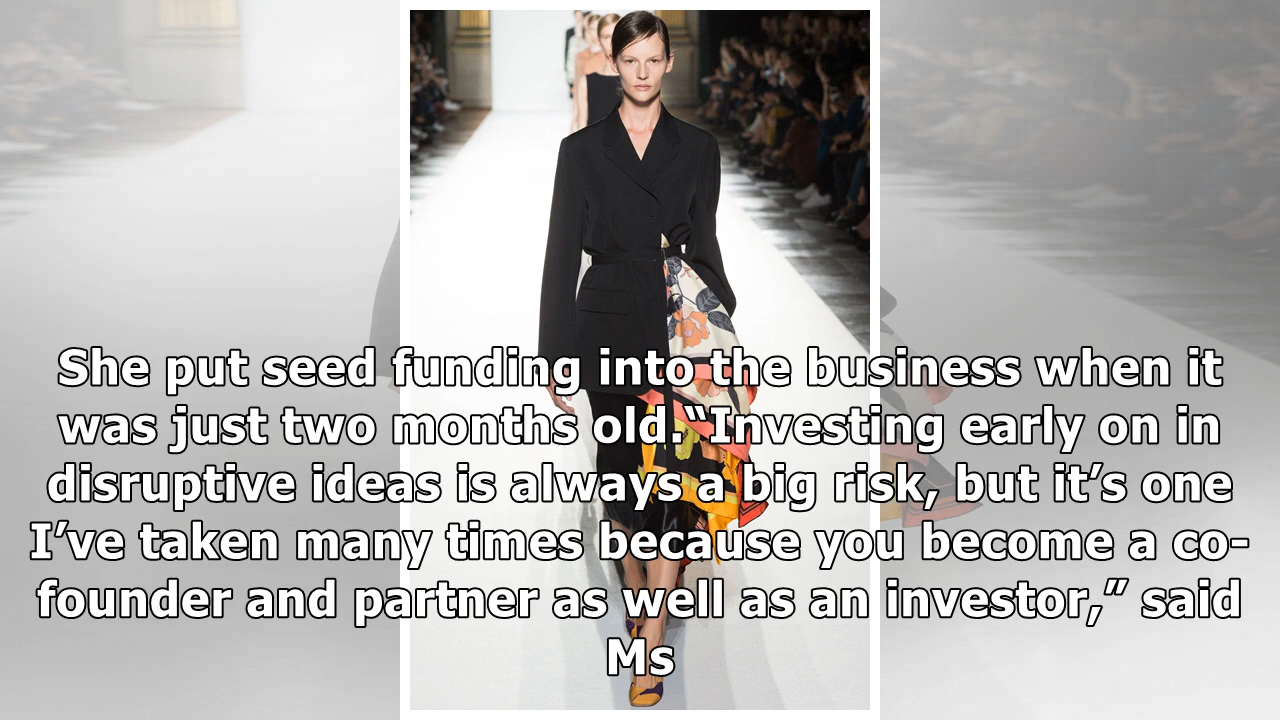 She put seed funding into the business when it
was just two months old.“Investing early on in
disruptive ideas is always a big risk, but it’s one
I’ve taken many times because you become a co-
founder and partner as well as an investor,” said
Ms